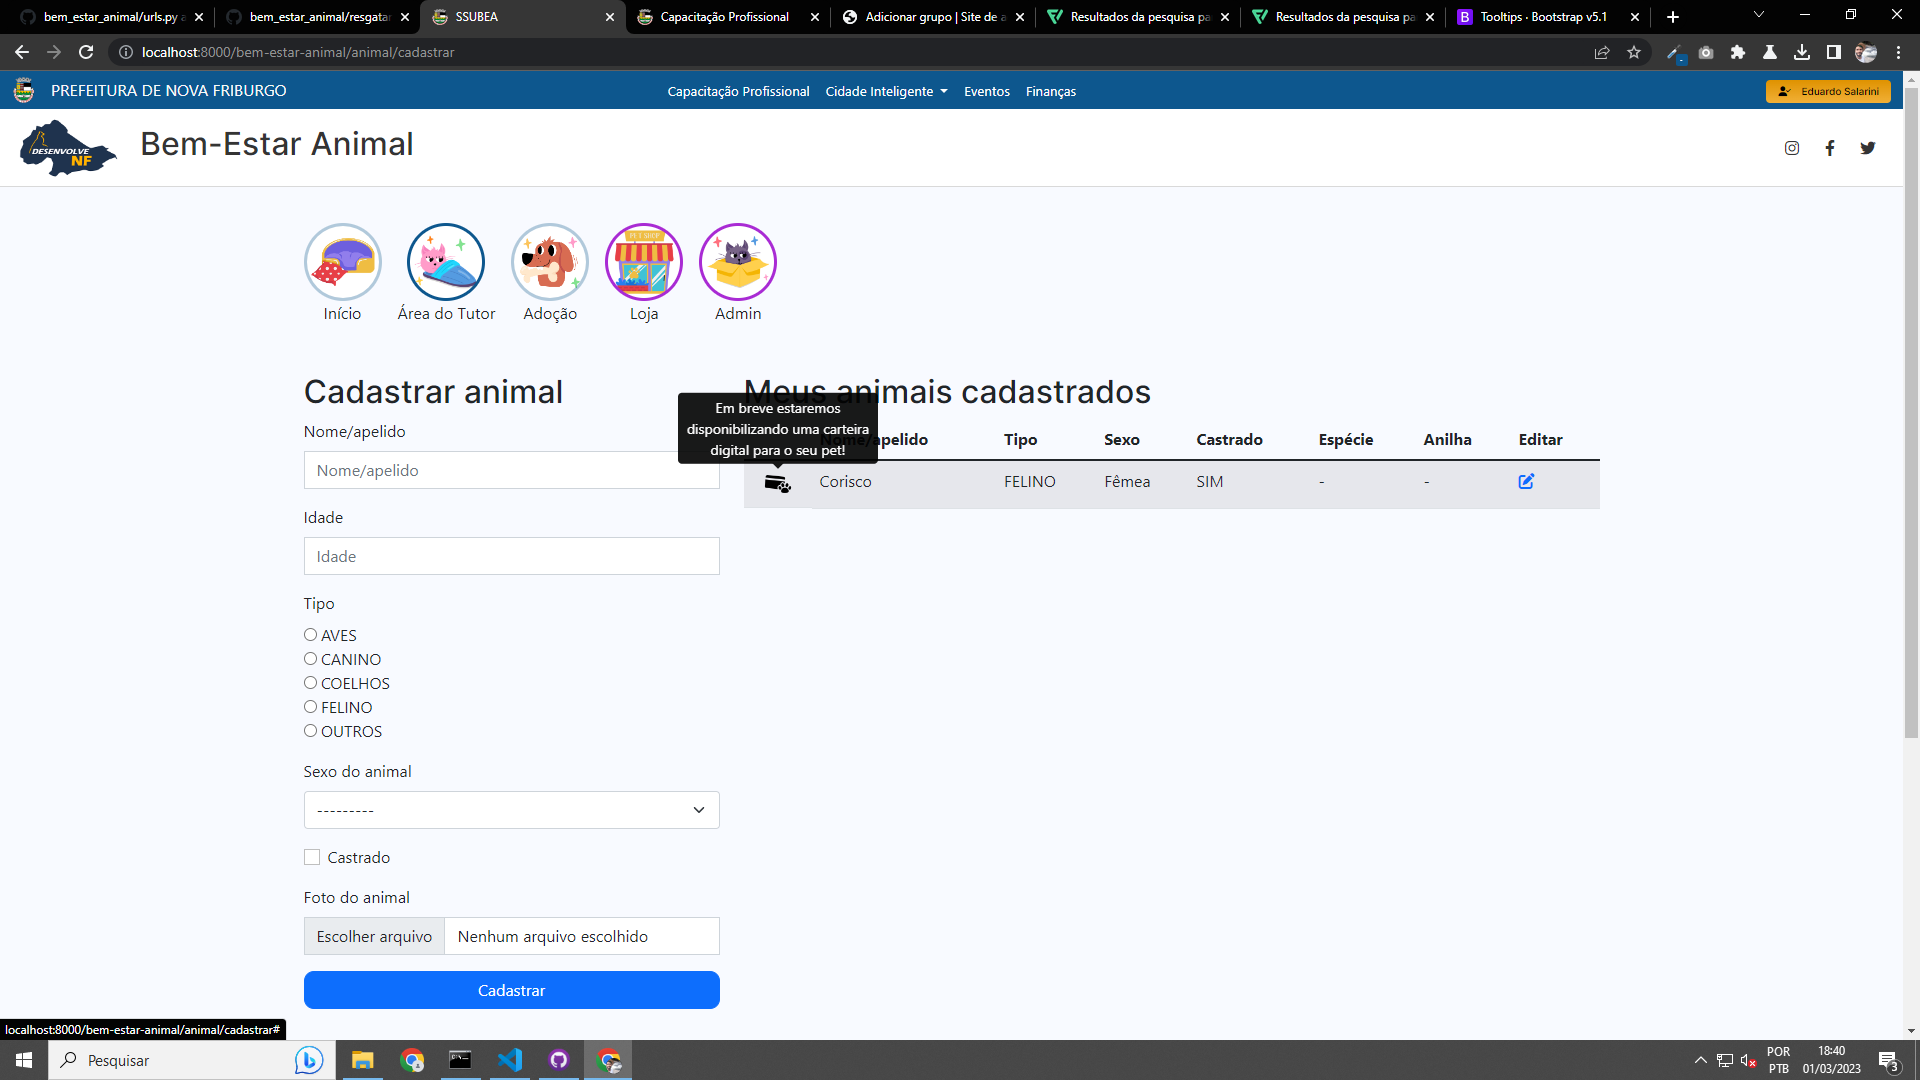 bem_estar_animal/urls.py a
bem_estar_animal/resgatar
SSUBEA
Capacitação Profissional
Adicionar grupo | Site de a
Resultados da pesquisa pa
Resultados da pesquisa pa
Tooltips · Bootstrap v5.1
localhost:8000/bem-estar-animal/animal/cadastrar
PREFEITURA DE NOVA FRIBURGO
Capacitação Profissional
Cidade Inteligente
Eventos
Finanças
Eduardo Salarini
DESENVOLVE
NF
Bem-Estar Animal
PET SHOP
Início
Área do Tutor
Adoção
Loja
Admin
Cadastrar animal
Nome/apelido
Nome/apelido
Idade
Idade
Tipo
AVES
CANINO
COELHOS
FELINO
OUTROS
Sexo do animal
---------
Castrado
Foto do animal
Escolher arquivo
Nenhum arquivo escolhido
Cadastrar
Meus animais cadastrados
Em breve estaremos
disponibilizando uma carteira
digital para o seu pet!
Nome/apelido Tipo Sexo Castrado Espécie Anilha Editar
Corisco FELINO Fêmea SIM - -
localhost:8000/bem-estar-animal/animal/cadastrar#
Pesquisar
POR
PTB
18:40
01/03/2023
3